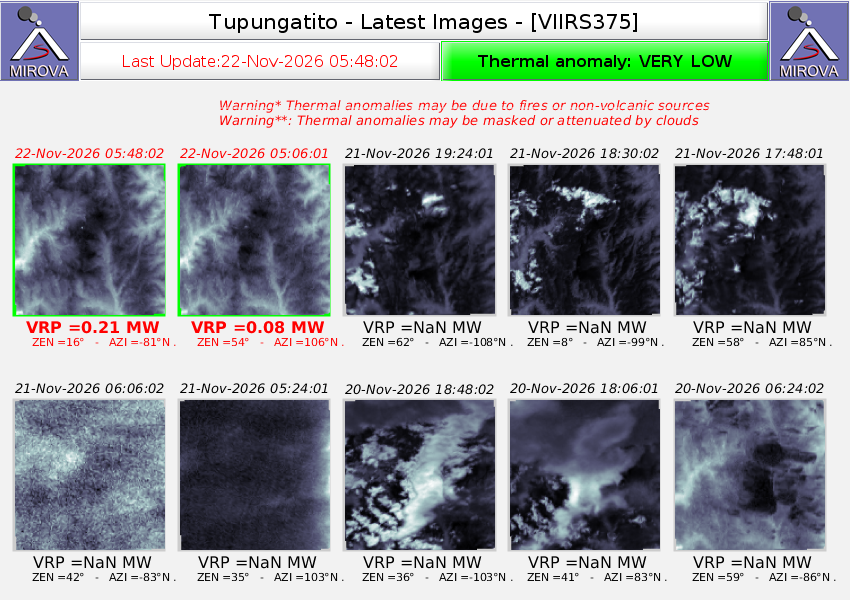 Tupungatito - Latest Images - [VIIRS375]
MIROVA
Last Update:22-Nov-2026 05:48:02
Thermal anomaly: VERY LOW
MIROVA
Warning* Thermal anomalies may be due to fires or non-volcanic sources
Warning**: Thermal anomalies may be masked or attenuated by clouds
22-Nov-2026 05:48:02 22-Nov-2026 05:06:01 21-Nov-2026 19:24:01 21-Nov-2026 18:30:02 21-Nov-2026 17:48:01
VRP =0.21 MW VRP =0.08 MW VRP =NaN MW VRP =NaN MW VRP =NaN MW
ZEN =16° - AZI =-81°N . ZEN =54° - AZI =106°N . ZEN =62° - AZI =-108°N . ZEN =8° - AZI =-99°N . ZEN =58° - AZI =85°N .
21-Nov-2026 06:06:02 21-Nov-2026 05:24:01 20-Nov-2026 18:48:02 20-Nov-2026 18:06:01 20-Nov-2026 06:24:02
VRP =NaN MW VRP =NaN MW VRP =NaN MW VRP =NaN MW VRP =NaN MW
ZEN =42° - AZI =-83°N . ZEN =35° - AZI =103°N . ZEN =36° - AZI =-103°N . ZEN =41° - AZI =83°N . ZEN =59° - AZI =-86°N .